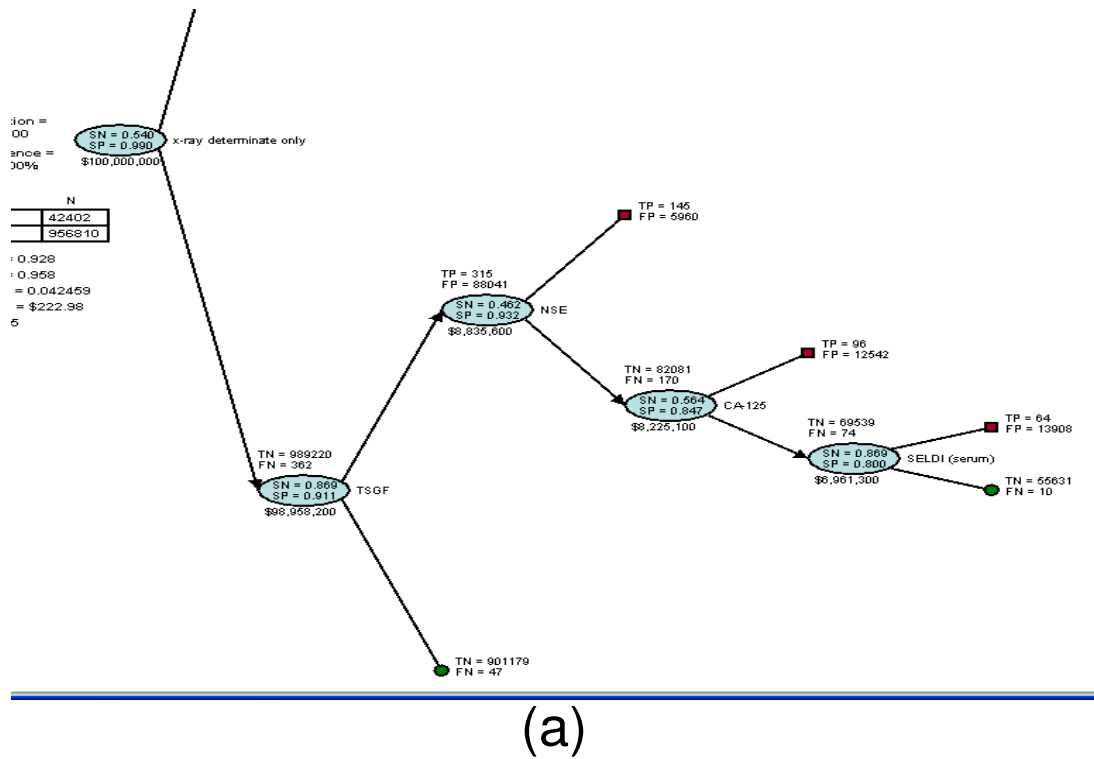 tion =
00
ence =
00%
SN = 0.540
SP = 0.990
x-ray determinate only
$100,000,000
N
42402
956810
0.928
0.958
= 0.042459
= $222.98
5
TP = 145
FP = 5960
TP = 315
FP = 88041
SN = 0.462
SP = 0.932
NSE
$8,835,600
TP = 96
FP = 12542
TN = 82081
FN = 170
SN = 0.564
SP = 0.847
CA-125
$8,225,100
TP = 64
FP = 13908
TN = 69539
FN = 74
SN = 0.869
SP = 0.800
SELDI (serum)
$6,961,300
TN = 55631
FN = 10
TN = 989220
FN = 362
SN = 0.869
SP = 0.911
TSGF
$98,958,200
TN = 901179
FN = 47
(a)